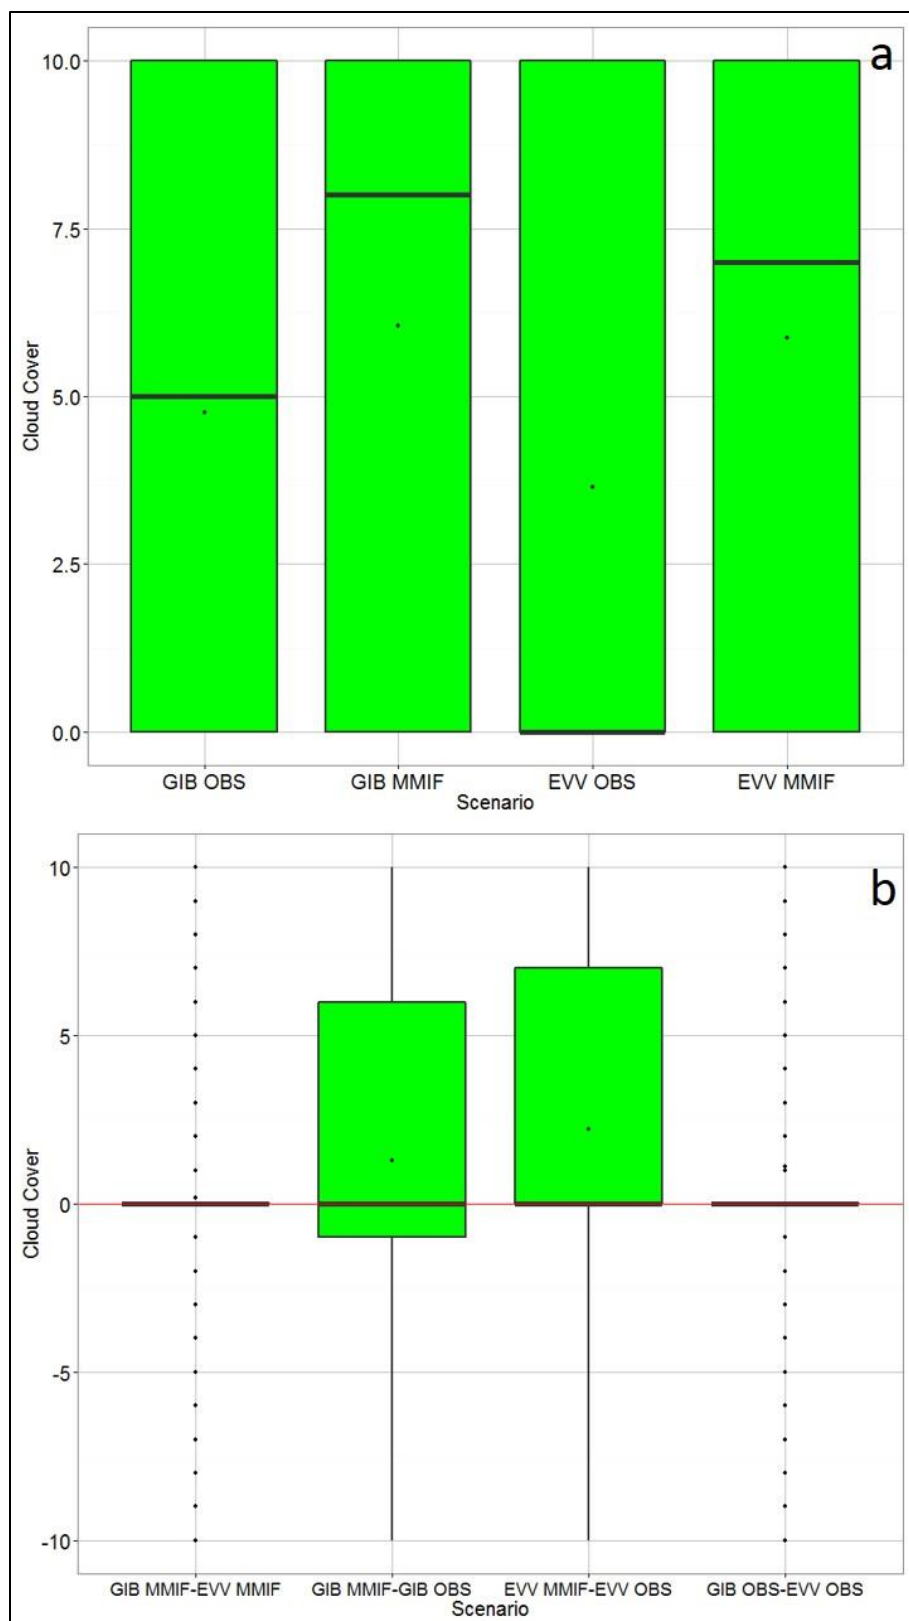 a
10.0
7.5
5.0
2.5
0.0
Cloud Cover
GIB OBS GIB MMIF EVV OBS EVV MMIF
Scenario
b
10
5
0
-5
-10
Cloud Cover
GIB MMIF-EVV MMIF GIB MMIF-GIB OBS EVV MMIF-EVV OBS GIB OBS-EVV OBS
Scenario